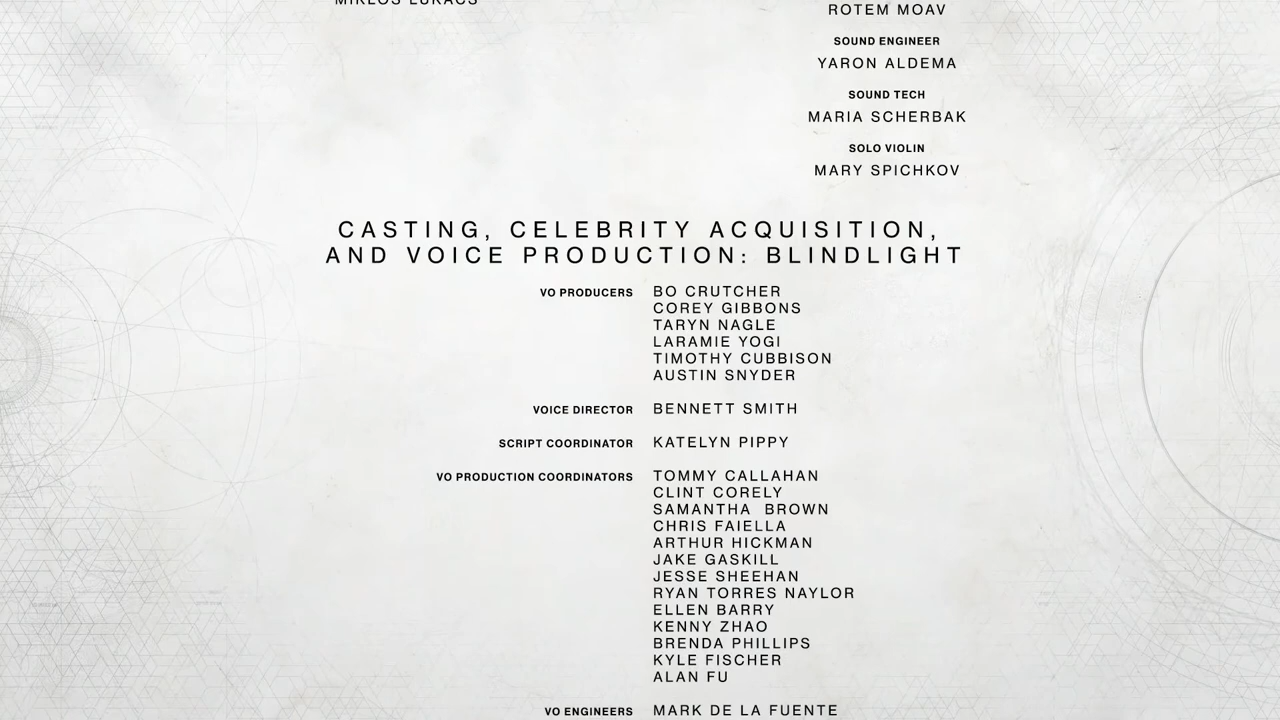 MIKLOS LUKACS
ROTEM MOAV
SOUND ENGINEER
YARON ALDEMA
SOUND TECH
MARIA SCHERBAK
SOLO VIOLIN
MARY SPICHKOV
CASTING, CELEBRITY ACQUISITION,
AND VOICE PRODUCTION: BLINDLIGHT
VO PRODUCERS BO CRUTCHER
COREY GIBBONS
TARYN NAGLE
LARAMIE YOGI
TIMOTHY CUBBISON
AUSTIN SNYDER
VOICE DIRECTOR BENNETT SMITH
SCRIPT COORDINATOR KATELYN PIPPY
VO PRODUCTION COORDINATORS TOMMY CALLAHAN
CLINT CORELY
SAMANTHA BROWN
CHRIS FAIELLA
ARTHUR HICKMAN
JAKE GASKILL
JESSE SHEEHAN
RYAN TORRES NAYLOR
ELLEN BARRY
KENNY ZHAO
BRENDA PHILLIPS
KYLE FISCHER
ALAN FU
VO ENGINEERS MARK DE LA FUENTE